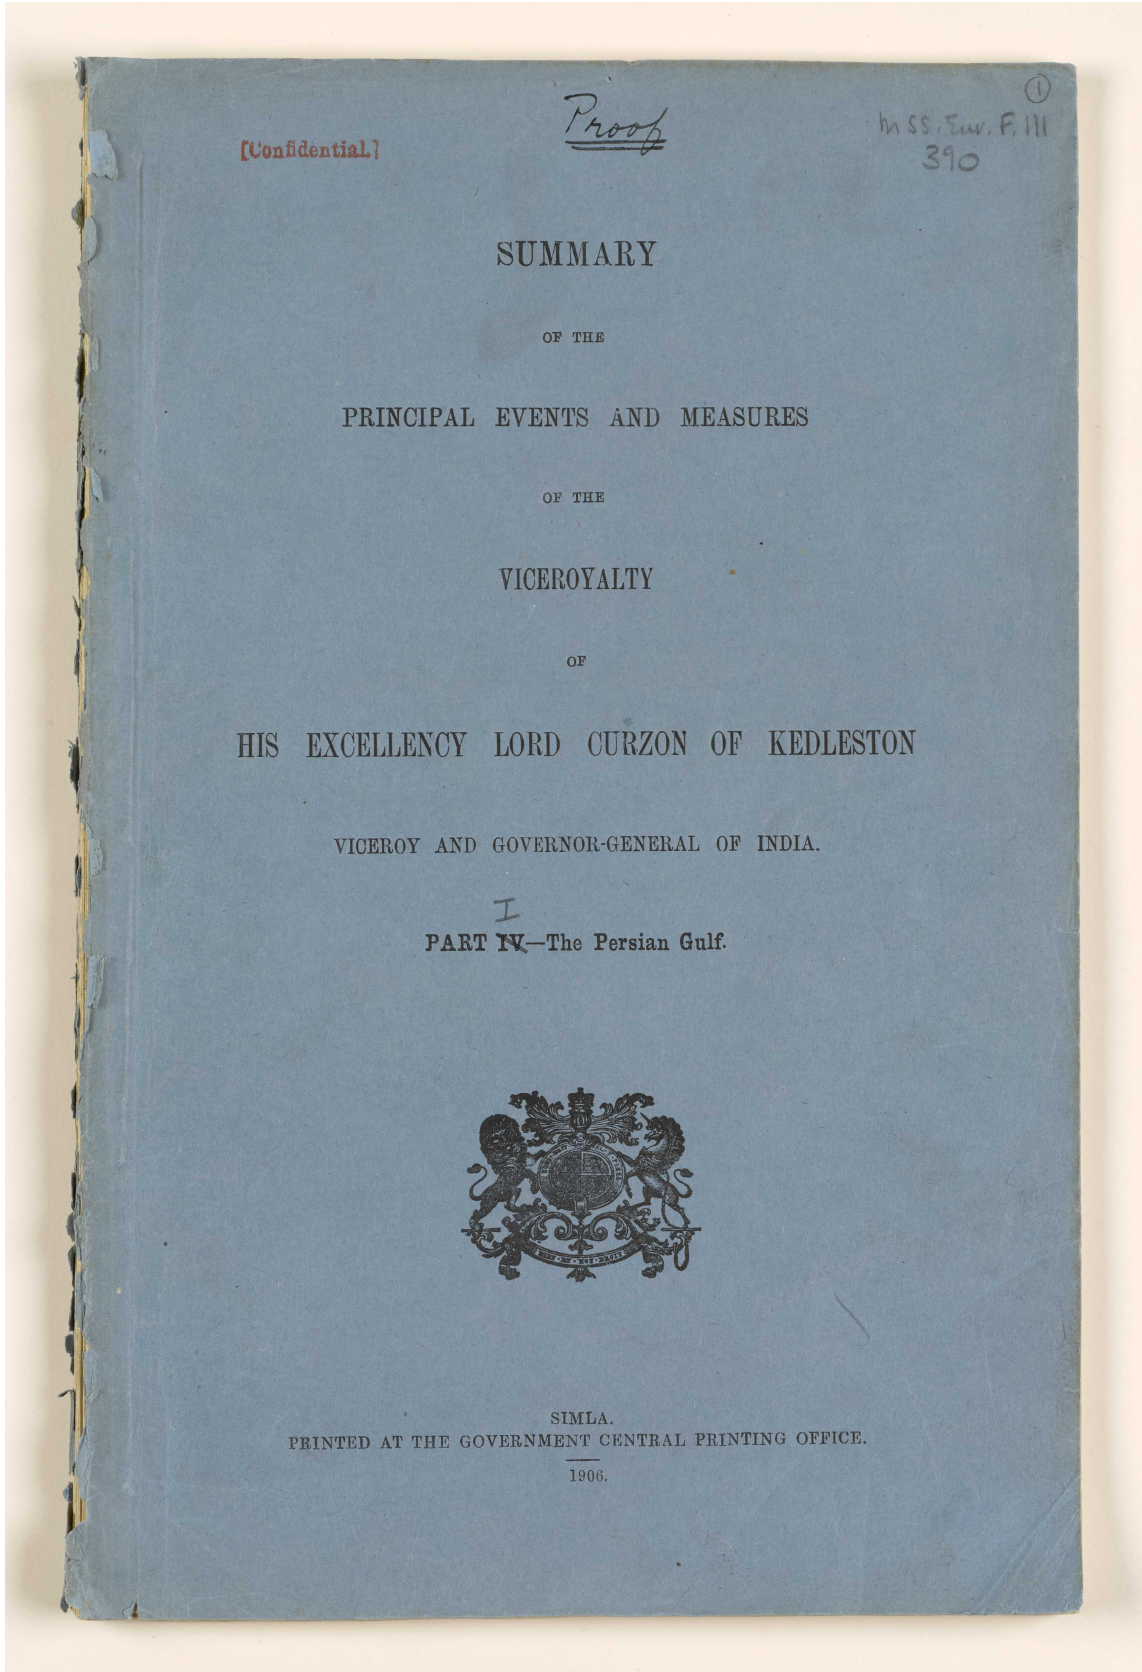 1
Proof
MSS. Eur. F. 111
390
[Confidential.]
SUMMARY
OF THE
PRINCIPAL EVENTS AND MEASURES
OF THE
VICEROYALTY
OF
HIS EXCELLENCY LORD CURZON OF KEDLESTON
VICEROY AND GOVERNOR-GENERAL OF INDIA.
I
PART IV—The Persian Gulf.
SIMLA.
PRINTED AT THE GOVERNMENT CENTRAL PRINTING OFFICE.
1906.